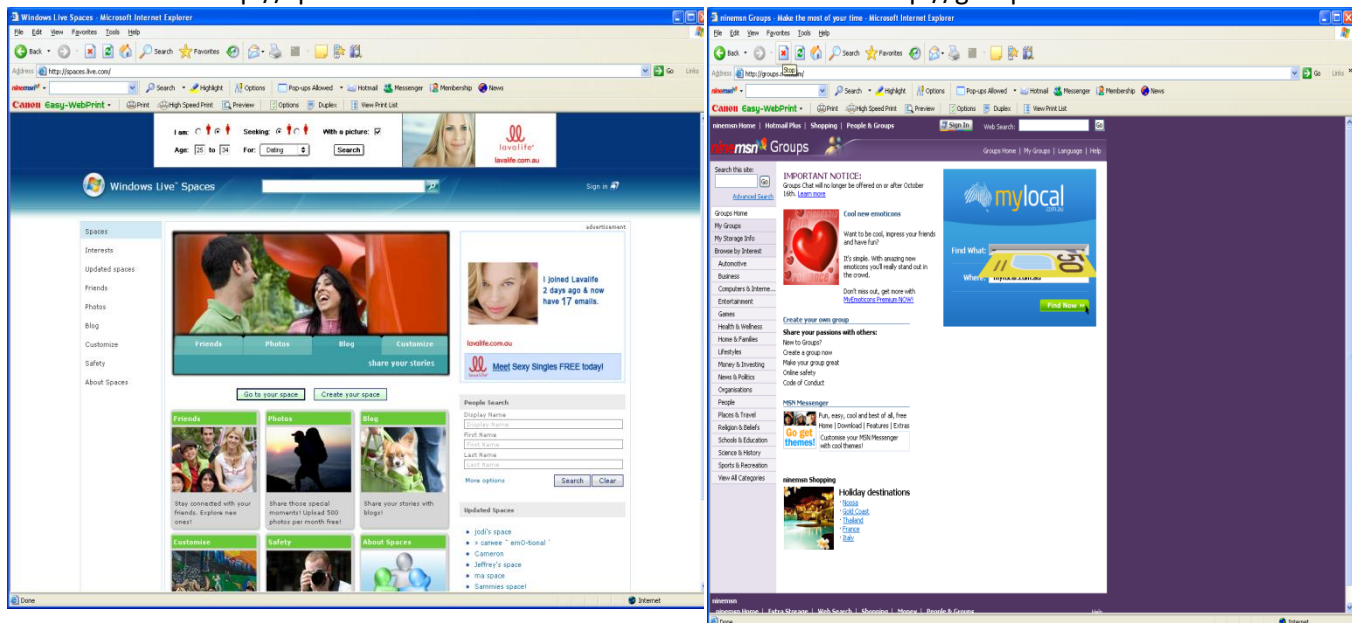 Windows Live Spaces - Microsoft Internet Explorer
File Edit View Favorites Tools Help
Back Search Favorites
Address http://spaces.live.com/ Go Links
ninemsn Search Highlight Options Pop-ups Allowed Hotmail Messenger Membership News
Canon Easy-WebPrint Print High Speed Print Preview Options Duplex View Print List
I am: Seeking: With a picture:
Age: 25 to 34 For: Dating Search
lavalife
lavalife.com.au
Windows Live Spaces
Sign in
Spaces
Interests
Updated spaces
Friends
Photos
Blog
Customize
Safety
About Spaces
Friends Photos Blog Customize
share your stories
Go to your space Create your space
Friends
Stay connected with your
friends. Explore new
ones!
Photos
Share those special
moments! Upload 500
photos per month free!
Blog
Share your stories with
blogs!
Customise
Safety
About Spaces
advertisement
I joined Lavalife
2 days ago & now
have 17 emails.
lavalife.com.au
lavalife
Meet Sexy Singles FREE today!
People Search
Display Name
Display Name
First Name
First Name
Last Name
Last Name
More options Search Clear
Updated Spaces
jodi's space
Cameron
Jeffrey's space
ma space
Sammies space!
Done Internet
ninemsn Groups - Make the most of your time - Microsoft Internet Explorer
File Edit View Favorites Tools Help
Back Search Favorites
Stop
Address Go Links
ninemsn Search Highlight Options Pop-ups Allowed Hotmail Messenger Membership News
Canon Easy-WebPrint Print High Speed Print Preview Options Duplex View Print List
ninemsn Home | Hotmail Plus | Shopping | People & Groups Sign In Web Search: Go
ninemsn Groups
Groups Home | My Groups | Language | Help
Search this site:
Go
Advanced Search
Groups Home
My Groups
My Storage Info
Browse by Interest
Automotive
Business
Computers & Interne...
Entertainment
Games
Health & Wellness
Home & Families
Lifestyles
Money & Investing
News & Politics
Organisations
People
Places & Travel
Religion & Beliefs
Schools & Education
Science & History
Sports & Recreation
View All Categories
IMPORTANT NOTICE:
Groups Chat will no longer be offered on or after October
16th. Learn more
Cool new emoticons
Want to be cool, impress your friends
and have fun?
It's simple. With amazing new
emoticons you'll really stand out in
the crowd.
Don't miss out, get more with
MyEmoticons Premium NOW!
Create your own group
Share your passions with others:
New to Groups?
Create a group now
Make your group great
Online safety
Code of Conduct
MSN Messenger
Go get
themes!
Fun, easy, cool and best of all, free
Home | Download | Features | Extras
Customise your MSN Messenger
with cool themes!
ninemsn Shopping
Holiday destinations
Noosa
Gold Coast
Thailand
France
Italy
mylocal
.com.au
Find What:
50
Where: mylocal.com.au
Find Now »
ninemsn
ninemsn Home | Extra Storage | Web Search | Shopping | Money | People & Groups Help
Done Internet